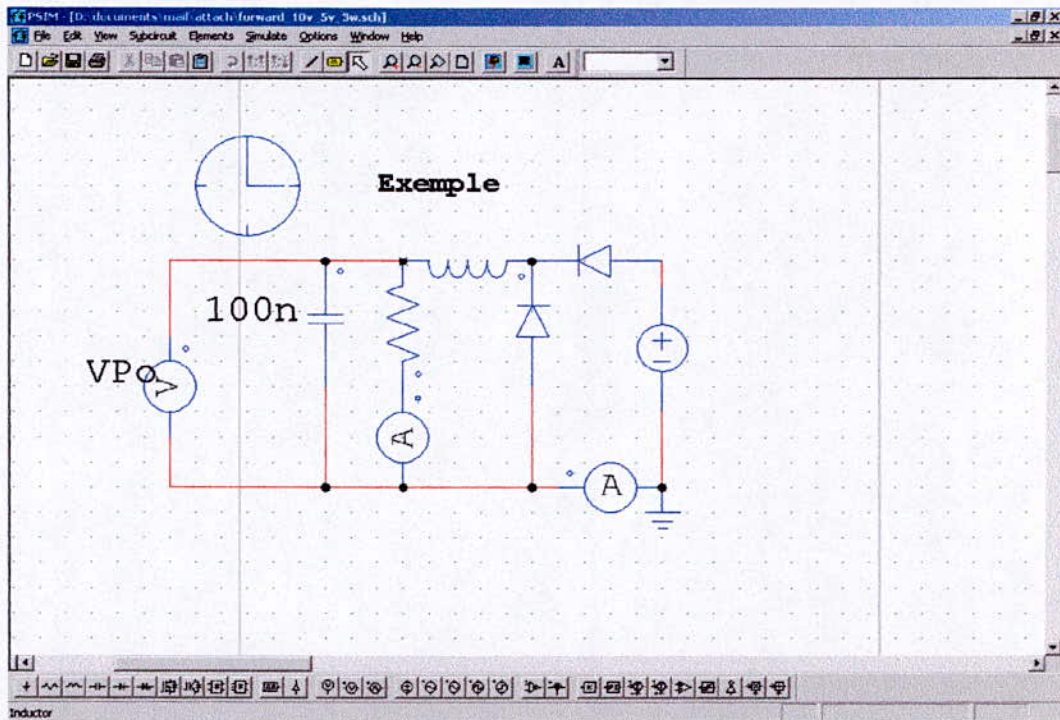 PSIM - [D:\documents\mail\attach\forward_10v_5v_3w.sch]
File Edit View Subcircuit Elements Simulate Options Window Help
A
Exemple
100n
VPo
V
A
A
Inductor